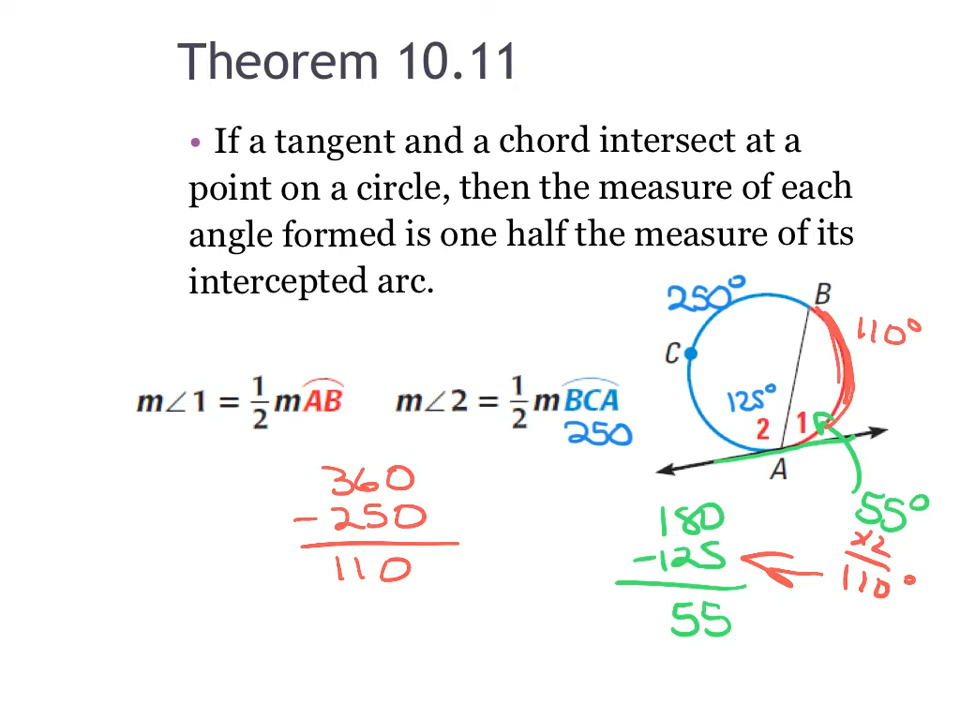 Theorem 10.11
• If a tangent and a chord intersect at a
point on a circle, then the measure of each
angle formed is one half the measure of its
intercepted arc.
250°
B
110°
C
m∠1 = 1/2 mAB
m∠2 = 1/2 mBCA
250
125°
2
1
A
360
- 250
110
180
-125
55
55°
x2
110°